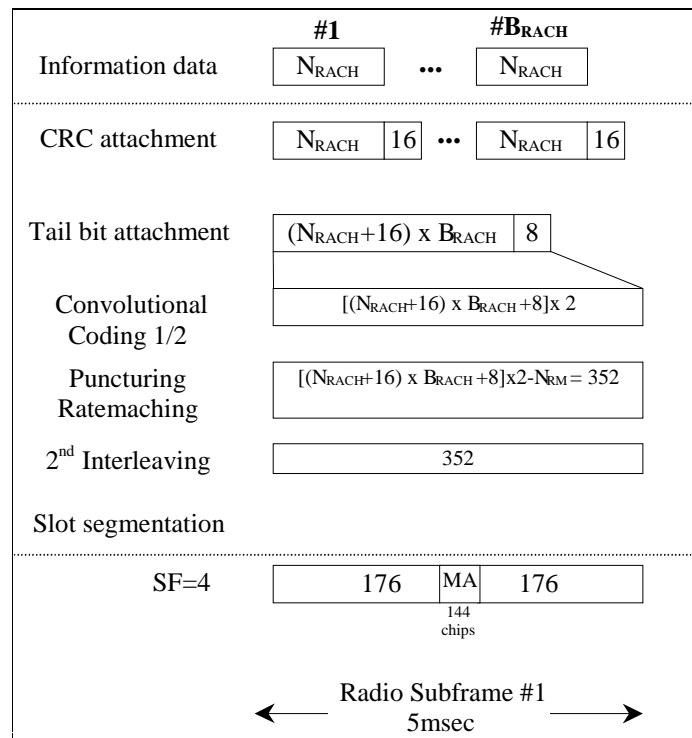 #1 #BRACH
Information data NRACH ... NRACH
CRC attachment NRACH 16 ... NRACH 16
Tail bit attachment (NRACH+16) x BRACH 8
Convolutional
Coding 1/2
[(NRACH+16) x BRACH+8]x 2
Puncturing
Ratemaching
[(NRACH+16) x BRACH+8]x2-NRM = 352
2nd Interleaving 352
Slot segmentation
SF=4 176 MA 176
144
chips
Radio Subframe #1
5msec